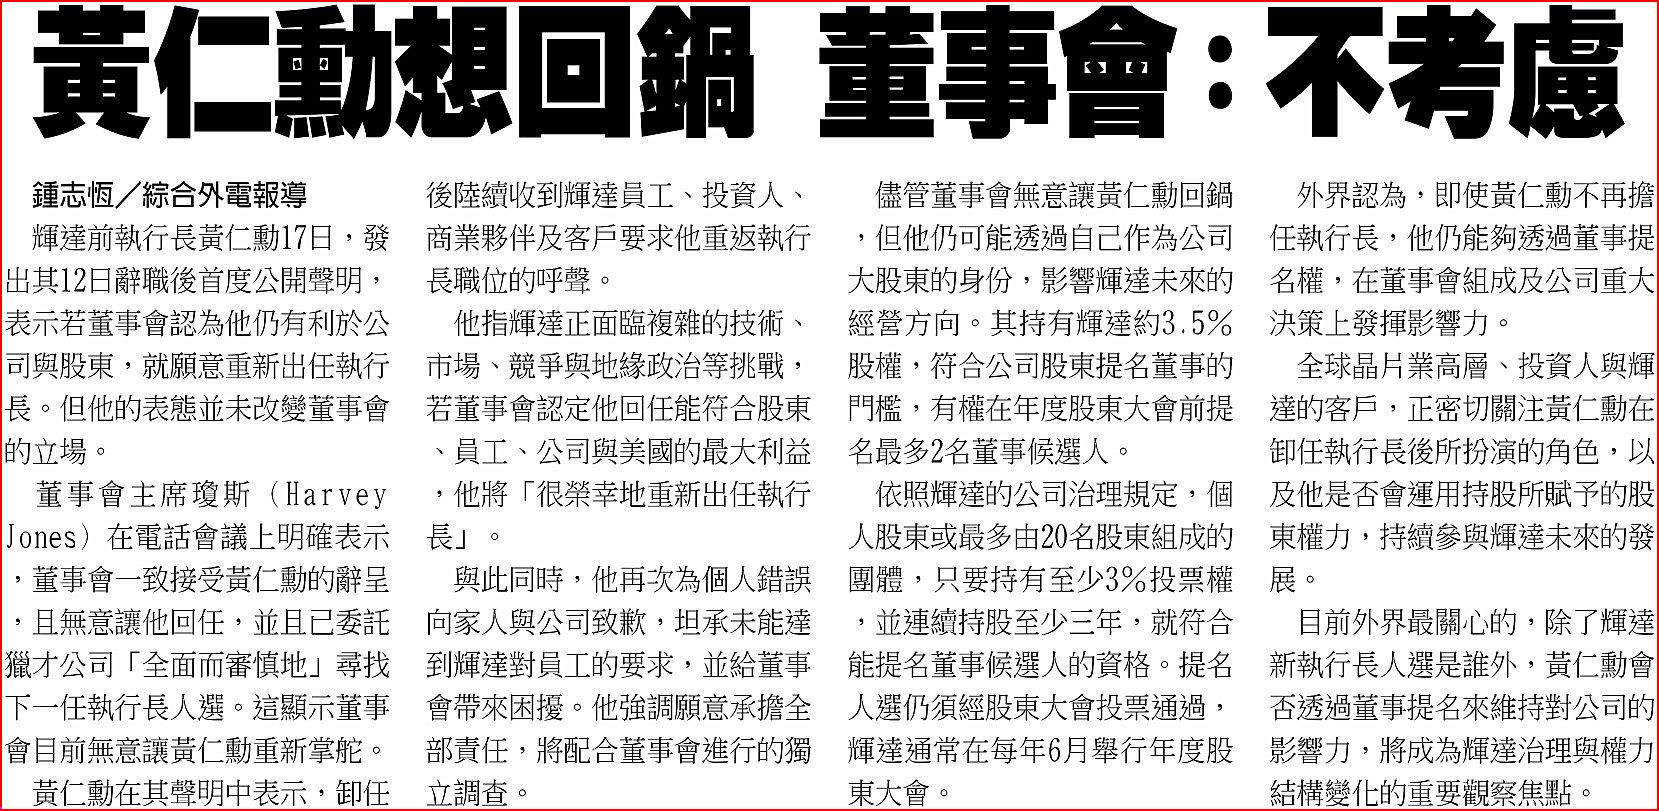 黃仁勳想回鍋 董事會：不考慮
鍾志恆／綜合外電報導
輝達前執行長黃仁勳17日，發
出其12日辭職後首度公開聲明，
表示若董事會認為他仍有利於公
司與股東，就願意重新出任執行
長。但他的表態並未改變董事會
的立場。
董事會主席瓊斯（Harvey
Jones）在電話會議上明確表示
，董事會一致接受黃仁勳的辭呈
，且無意讓他回任，並且已委託
獵才公司「全面而審慎地」尋找
下一任執行長人選。這顯示董事
會目前無意讓黃仁勳重新掌舵。
黃仁勳在其聲明中表示，卸任
後陸續收到輝達員工、投資人、
商業夥伴及客戶要求他重返執行
長職位的呼聲。
他指輝達正面臨複雜的技術、
市場、競爭與地緣政治等挑戰，
若董事會認定他回任能符合股東
、員工、公司與美國的最大利益
，他將「很榮幸地重新出任執行
長」。
與此同時，他再次為個人錯誤
向家人與公司致歉，坦承未能達
到輝達對員工的要求，並給董事
會帶來困擾。他強調願意承擔全
部責任，將配合董事會進行的獨
立調查。
儘管董事會無意讓黃仁勳回鍋
，但他仍可能透過自己作為公司
大股東的身份，影響輝達未來的
經營方向。其持有輝達約3.5%
股權，符合公司股東提名董事的
門檻，有權在年度股東大會前提
名最多2名董事候選人。
依照輝達的公司治理規定，個
人股東或最多由20名股東組成的
團體，只要持有至少3%投票權
，並連續持股至少三年，就符合
能提名董事候選人的資格。提名
人選仍須經股東大會投票通過，
輝達通常在每年6月舉行年度股
東大會。
外界認為，即使黃仁勳不再擔
任執行長，他仍能夠透過董事提
名權，在董事會組成及公司重大
決策上發揮影響力。
全球晶片業高層、投資人與輝
達的客戶，正密切關注黃仁勳在
卸任執行長後所扮演的角色，以
及他是否會運用持股所賦予的股
東權力，持續參與輝達未來的發
展。
目前外界最關心的，除了輝達
新執行長人選是誰外，黃仁勳會
否透過董事提名來維持對公司的
影響力，將成為輝達治理與權力
結構變化的重要觀察焦點。